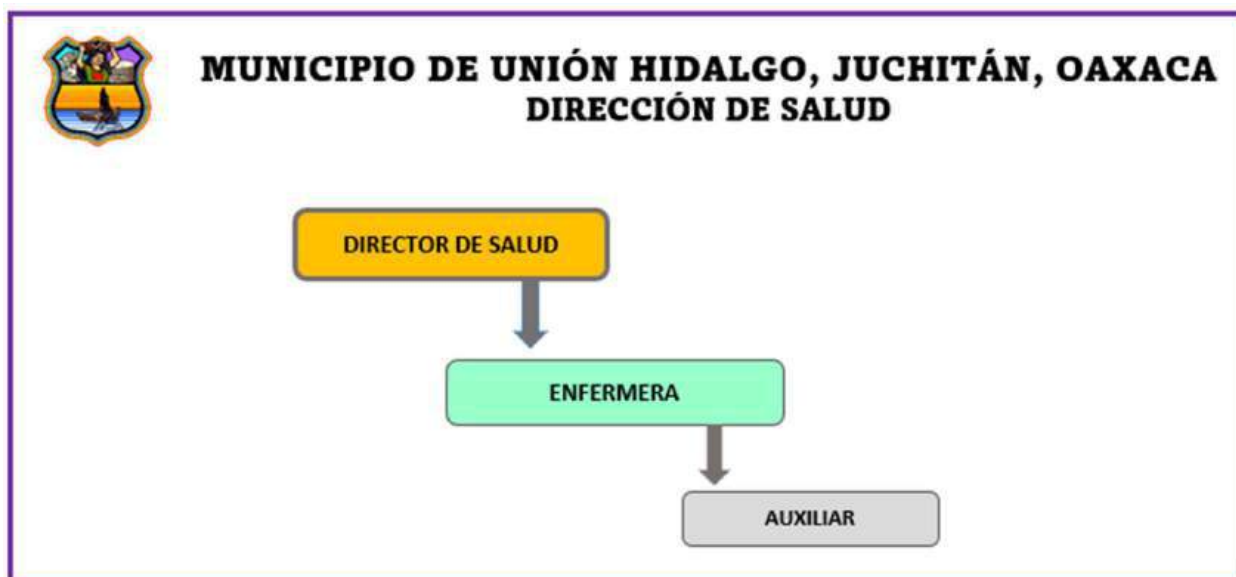 MUNICIPIO DE UNIÓN HIDALGO, JUCHITÁN, OAXACA
DIRECCIÓN DE SALUD
DIRECTOR DE SALUD
ENFERMERA
AUXILIAR